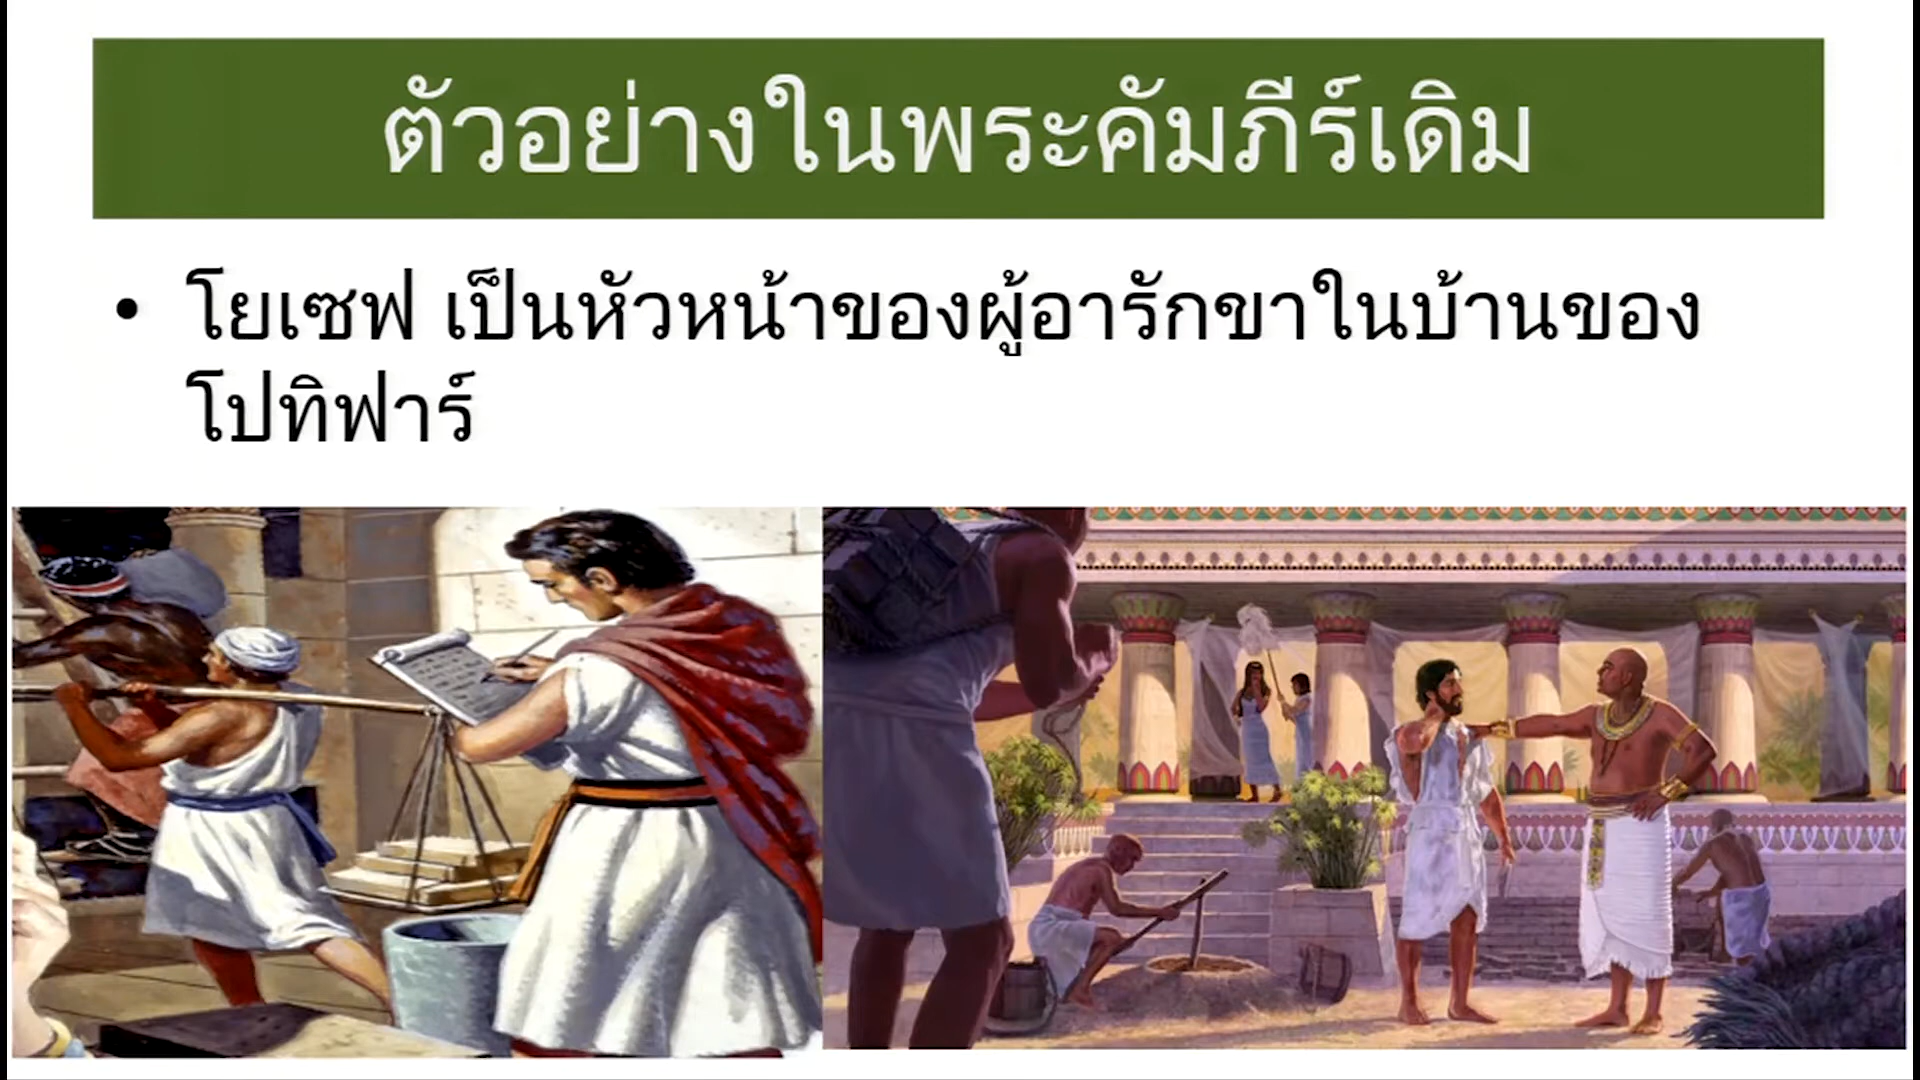 ตัวอย่างในพระคัมภีร์เดิม
• โยเซฟ เป็นหัวหน้าของผู้อารักขาในบ้านของ
โปทิฟาร์